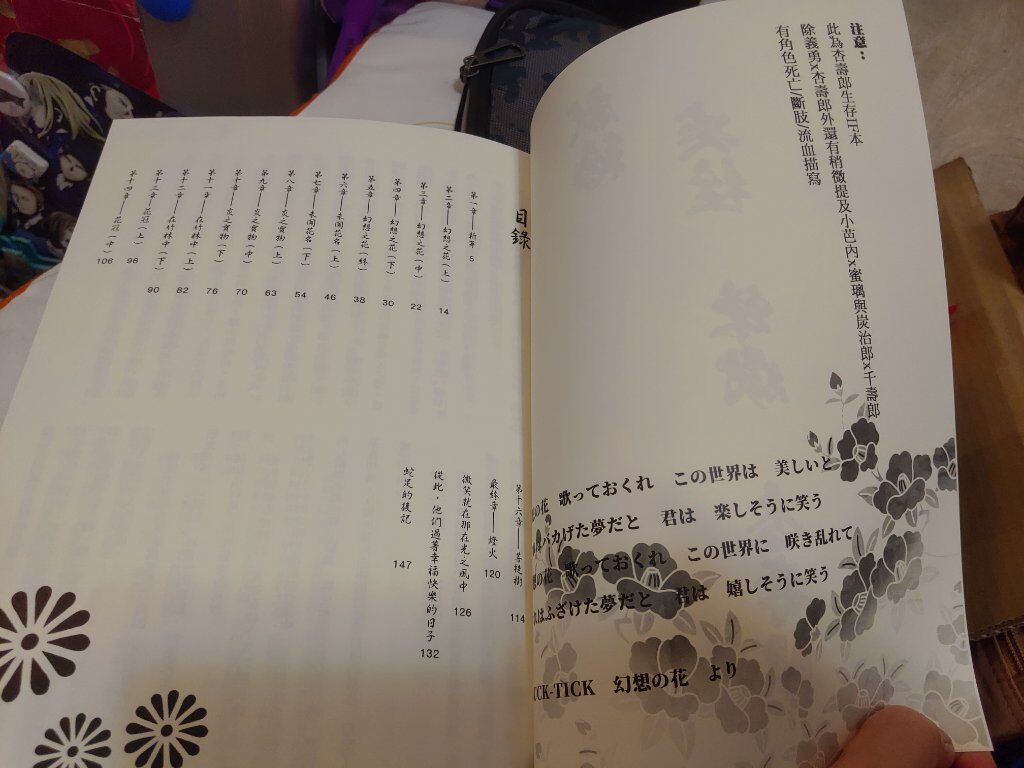 注意：
此為杏壽郎生存IF本
除義勇x杏壽郎外還有稍微提及小芭內x蜜璃與炭治郎x千壽郎
有角色死亡/斷肢/流血描寫
の花　歌っておくれ　この世界は　美しいと
バカげた夢だと　君は　楽しそうに笑う
の花　歌っておくれ　この世界に　咲き乱れて
はふざけた夢だと　君は　嬉しそうに笑う
CK-TICK　幻想の花　より
目錄
第一章—— 5
第二章——幻想之花（上） 14
第三章——幻想之花（中） 22
第四章——幻想之花（下） 30
第五章——幻想之花（終） 38
第六章——未聞花名（上） 46
第七章——未聞花名（下） 54
第八章——炎之寶物（上） 63
第九章——炎之寶物（中） 70
第十章——炎之寶物（下） 76
第十一章——在竹林中（上） 82
第十二章——在竹林中（下） 90
第十三章——花冠（上） 98
第十四章——花冠（中） 106
第十六章——菩提樹 114
最終章——燈火 120
微笑就在那在光之風中 126
從此，他們過著幸福快樂的日子 132
蛇足的後記 147